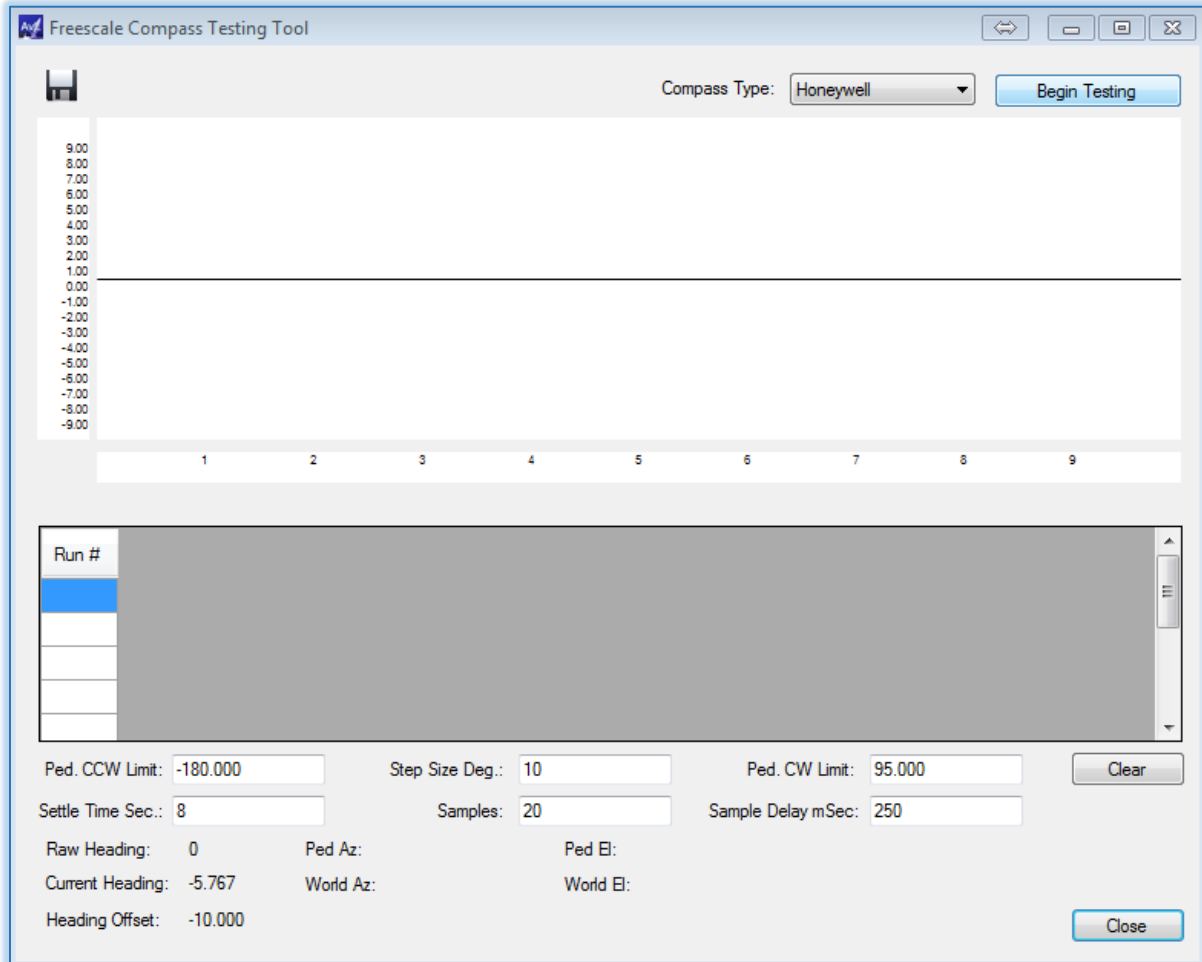 Av Freescale Compass Testing Tool
Compass Type: Honeywell Begin Testing
9.00
8.00
7.00
6.00
5.00
4.00
3.00
2.00
1.00
0.00
-1.00
-2.00
-3.00
-4.00
-5.00
-6.00
-7.00
-8.00
-9.00
1 2 3 4 5 6 7 8 9
Run #
Ped. CCW Limit: -180.000 Step Size Deg.: 10 Ped. CW Limit: 95.000 Clear
Settle Time Sec.: 8 Samples: 20 Sample Delay mSec: 250
Raw Heading: 0 Ped Az: Ped El:
Current Heading: -5.767 World Az: World El:
Heading Offset: -10.000
Close